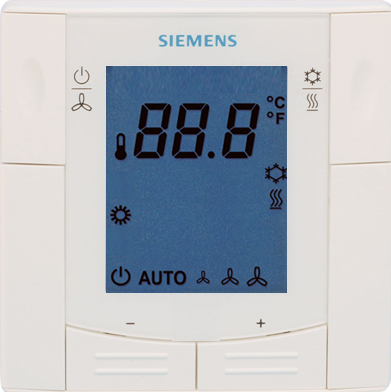 SIEMENS
88.8 °C
°F
AUTO
− +